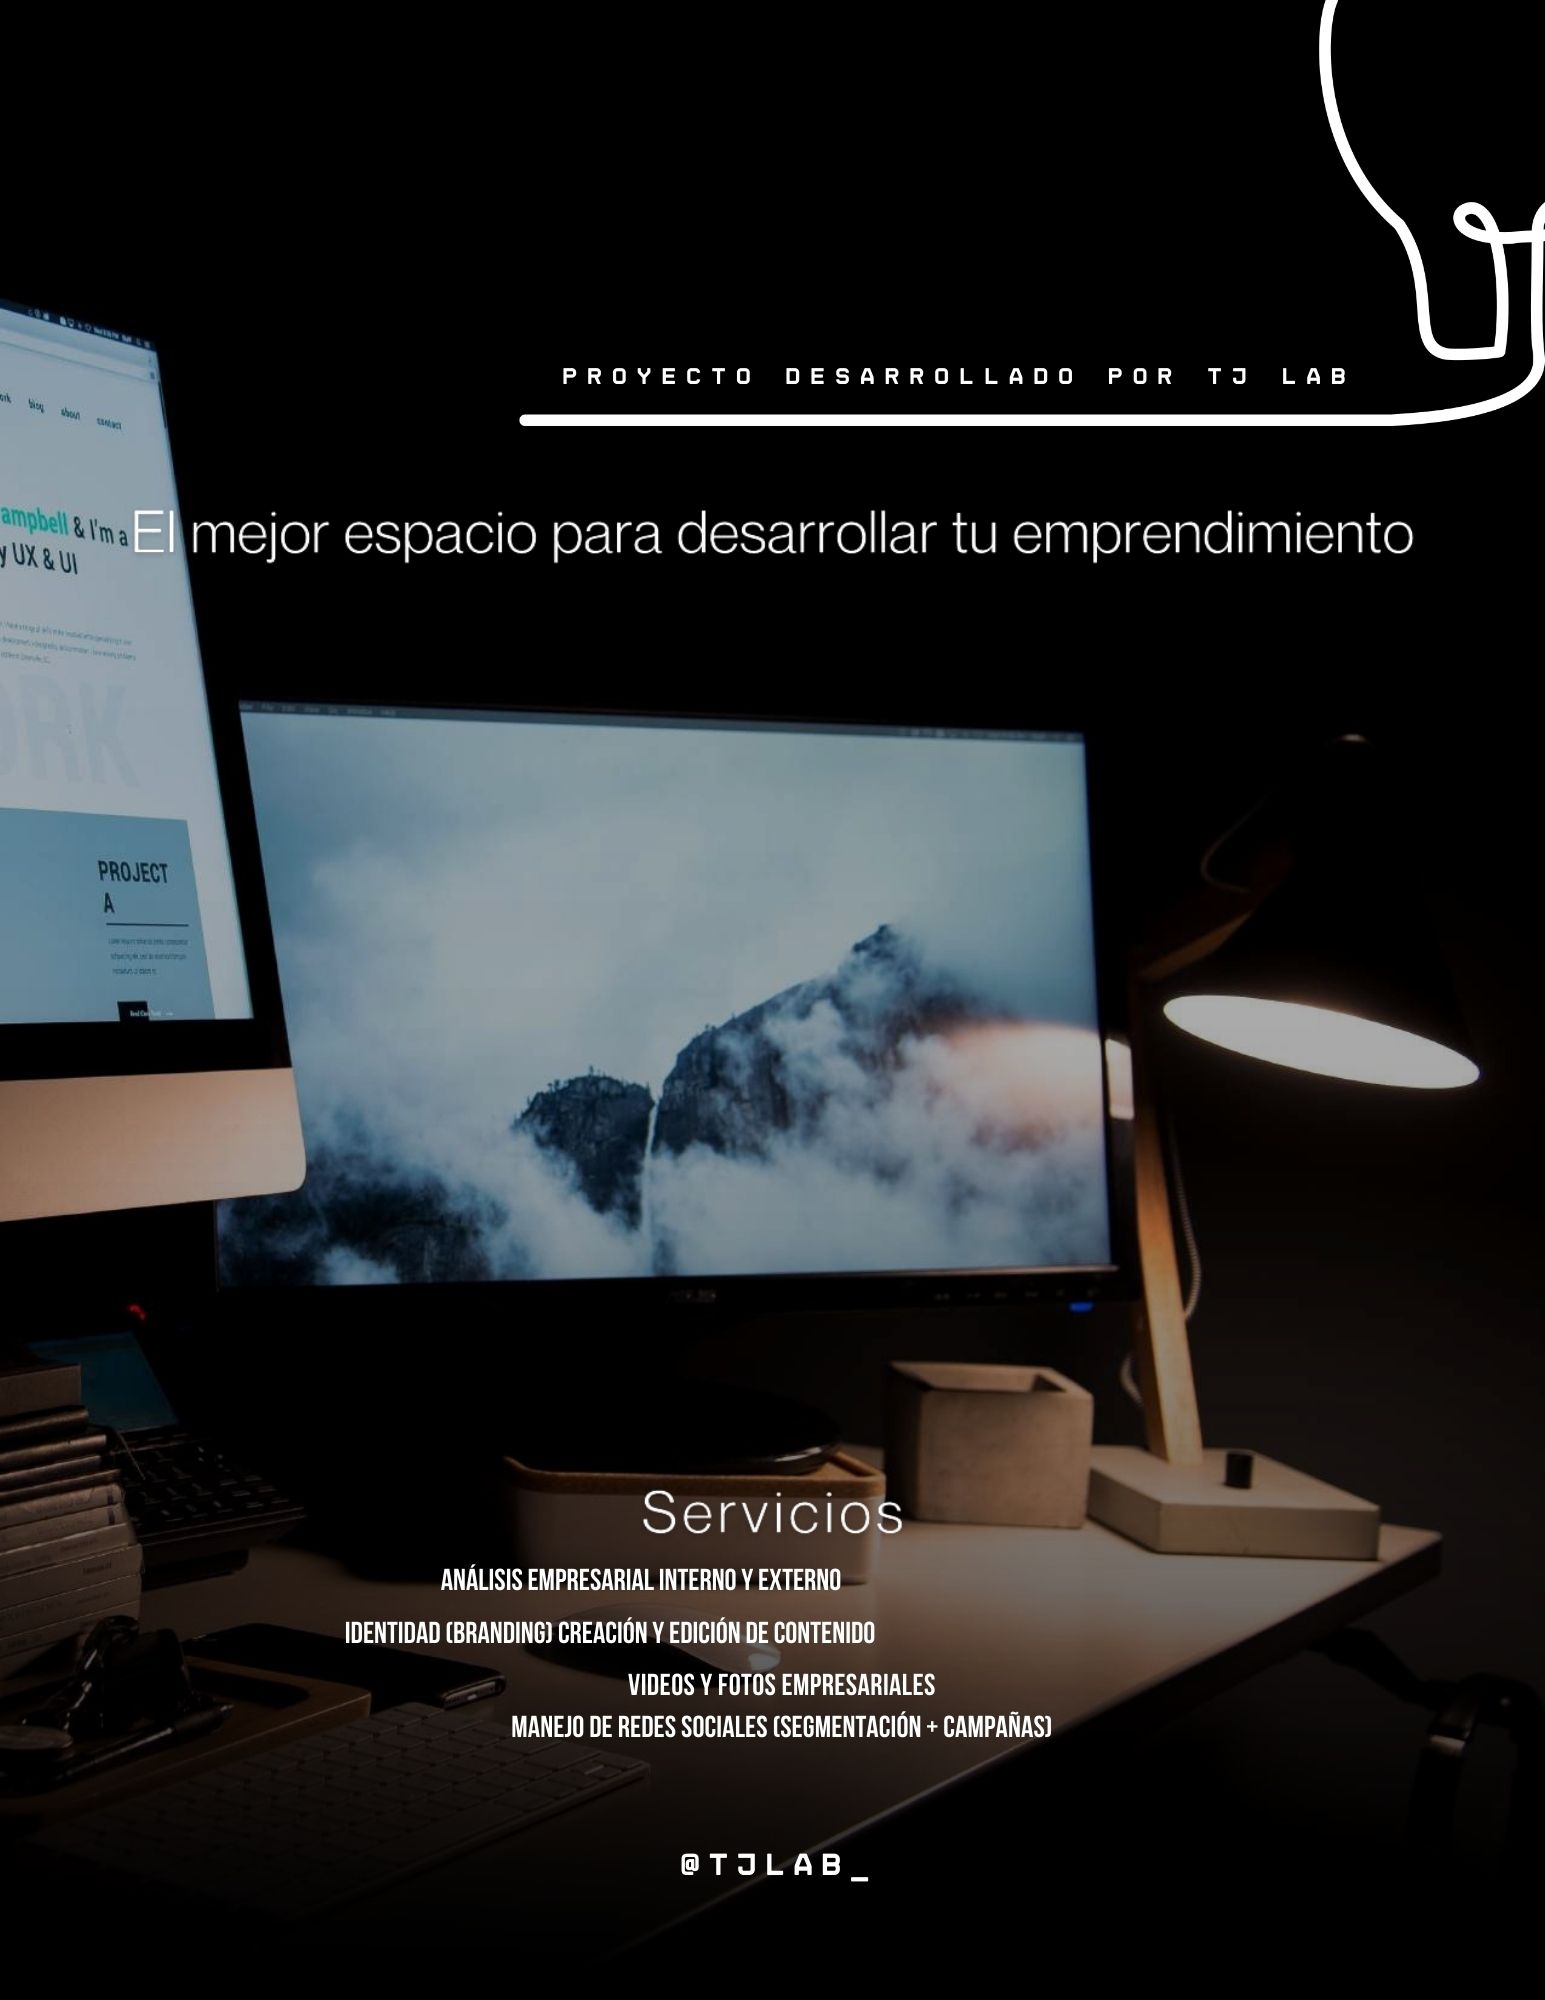 PROYECTO DESARROLLADO POR TJ LAB
El mejor espacio para desarrollar tu emprendimiento
ork blog about contact
ampbell & I'm a
y UX & UI
ORK
PROJECT
A
ASUS
Servicios
ANÁLISIS EMPRESARIAL INTERNO Y EXTERNO
IDENTIDAD (BRANDING) CREACIÓN Y EDICIÓN DE CONTENIDO
VIDEOS Y FOTOS EMPRESARIALES
MANEJO DE REDES SOCIALES (SEGMENTACIÓN + CAMPAÑAS)
@TJLAB_